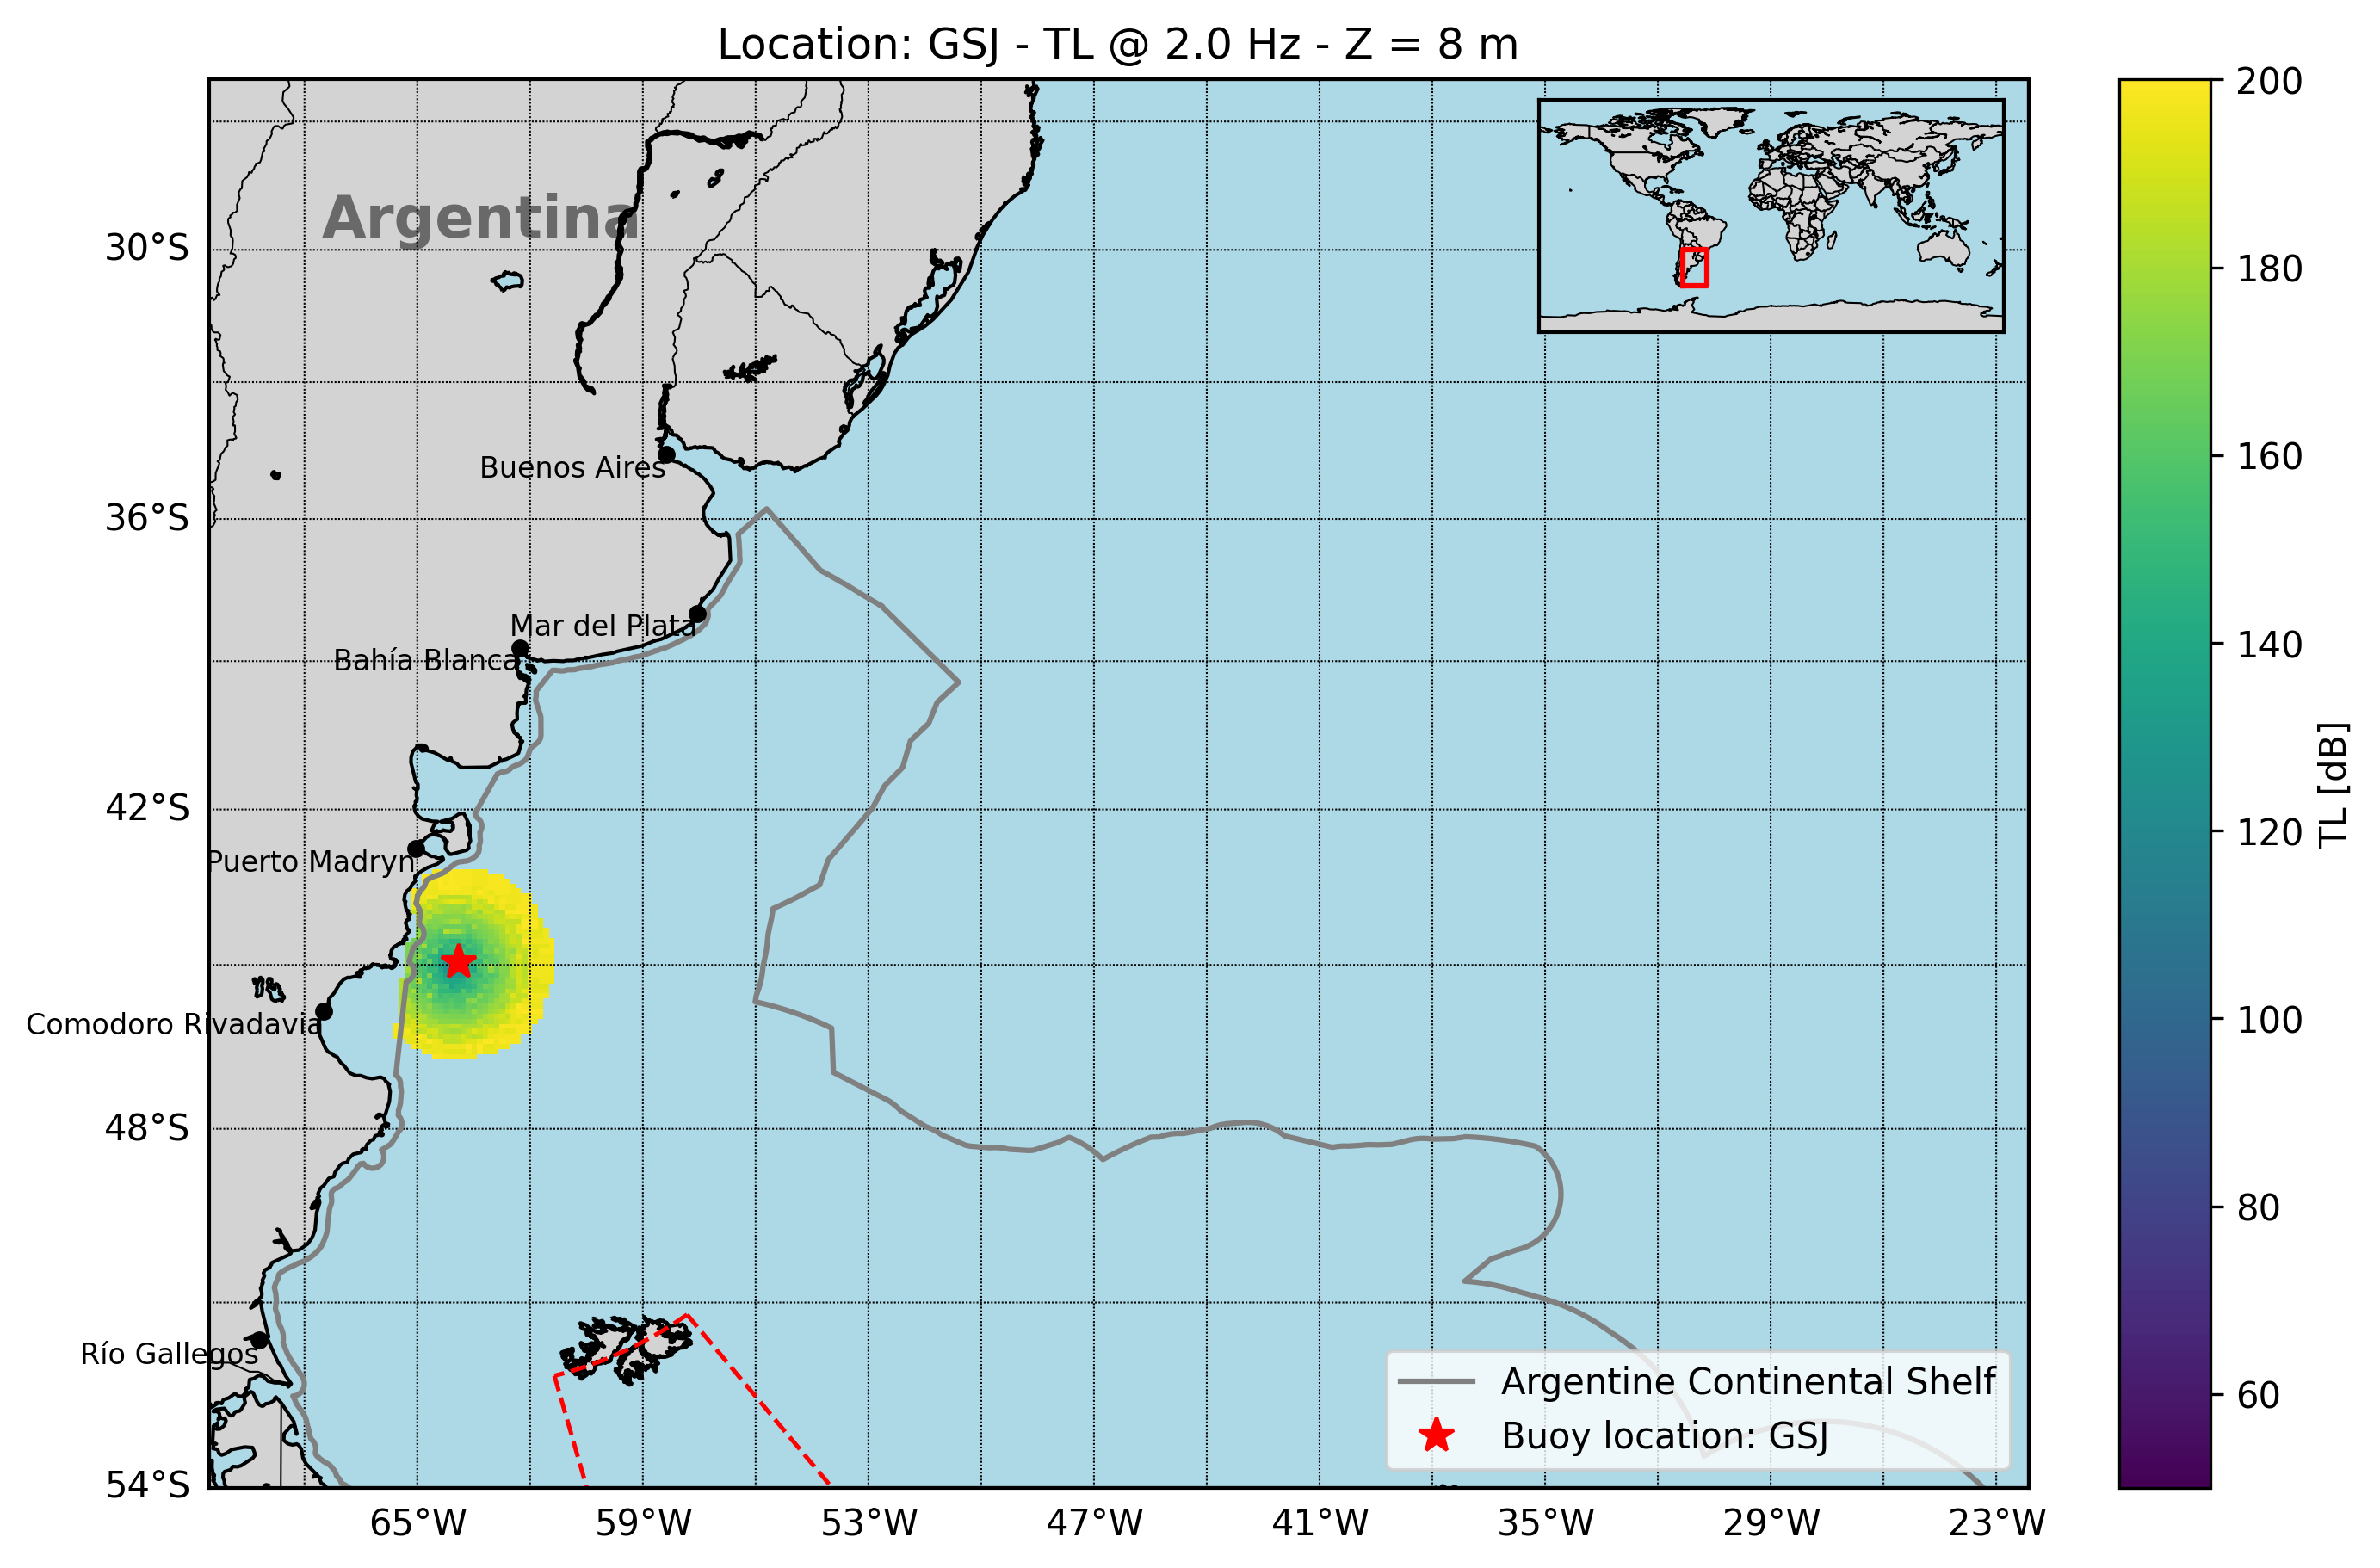 Location: GSJ - TL @ 2.0 Hz - Z = 8 m
Argentina
30°S
36°S
42°S
48°S
54°S
Buenos Aires
Mar del Plata
Bahía Blanca
Puerto Madryn
Comodoro Rivadavia
Río Gallegos
65°W
59°W
53°W
47°W
41°W
35°W
29°W
23°W
Argentine Continental Shelf
Buoy location: GSJ
200
180
160
140
120
100
80
60
TL [dB]